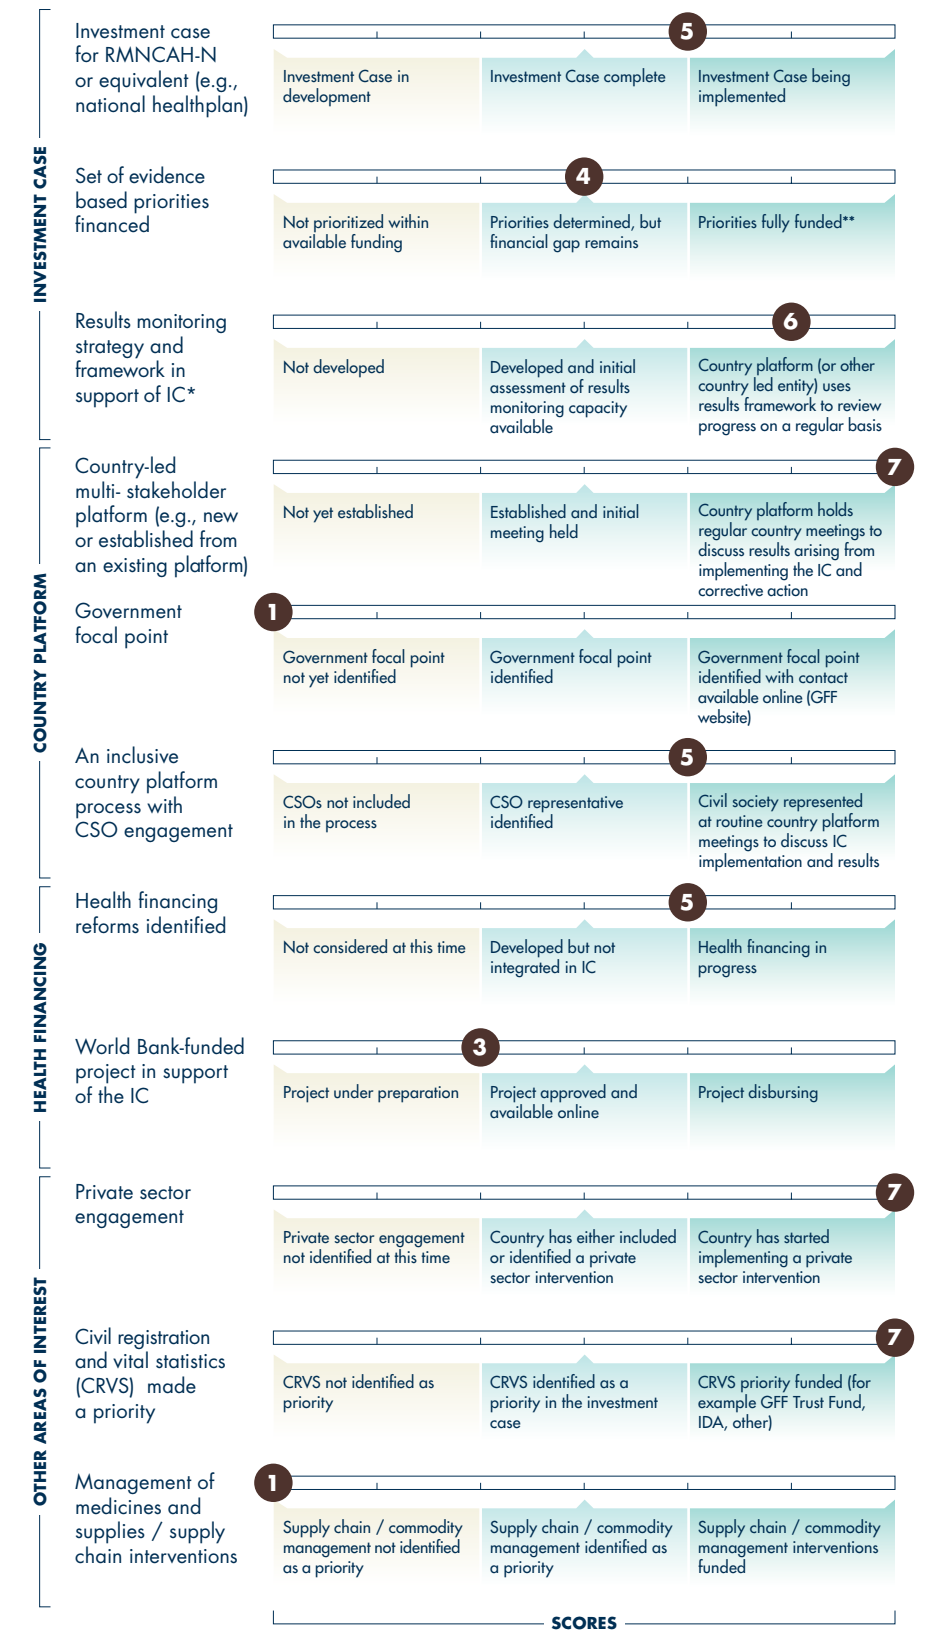 INVESTMENT CASE
Investment case
for RMNCAH-N
or equivalent (e.g.,
national healthplan)
5
Investment Case in
development
Investment Case complete
Investment Case being
implemented
Set of evidence
based priorities
financed
4
Not prioritized within
available funding
Priorities determined, but
financial gap remains
Priorities fully funded**
Results monitoring
strategy and
framework in
support of IC*
6
Not developed
Developed and initial
assessment of results
monitoring capacity
available
Country platform (or other
country led entity) uses
results framework to review
progress on a regular basis
COUNTRY PLATFORM
Country-led
multi- stakeholder
platform (e.g., new
or established from
an existing platform)
7
Not yet established
Established and initial
meeting held
Country platform holds
regular country meetings to
discuss results arising from
implementing the IC and
corrective action
Government
focal point
1
Government focal point
not yet identified
Government focal point
identified
Government focal point
identified with contact
available online (GFF
website)
An inclusive
country platform
process with
CSO engagement
5
CSOs not included
in the process
CSO representative
identified
Civil society represented
at routine country platform
meetings to discuss IC
implementation and results
HEALTH FINANCING
Health financing
reforms identified
5
Not considered at this time
Developed but not
integrated in IC
Health financing in
progress
World Bank-funded
project in support
of the IC
3
Project under preparation
Project approved and
available online
Project disbursing
OTHER AREAS OF INTEREST
Private sector
engagement
7
Private sector engagement
not identified at this time
Country has either included
or identified a private
sector intervention
Country has started
implementing a private
sector intervention
Civil registration
and vital statistics
(CRVS) made
a priority
7
CRVS not identified as
priority
CRVS identified as a
priority in the investment
case
CRVS priority funded (for
example GFF Trust Fund,
IDA, other)
Management of
medicines and
supplies / supply
chain interventions
1
Supply chain / commodity
management not identified
as a priority
Supply chain / commodity
management identified as
a priority
Supply chain / commodity
management interventions
funded
SCORES